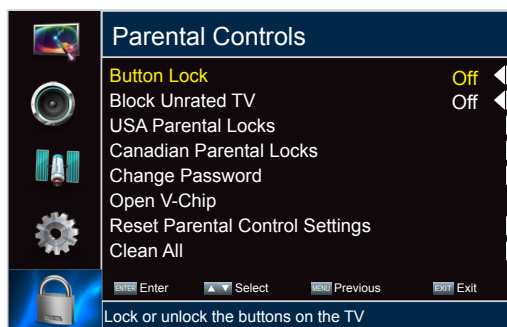 Parental Controls
Button Lock Off
Block Unrated TV Off
USA Parental Locks
Canadian Parental Locks
Change Password
Open V-Chip
Reset Parental Control Settings
Clean All
ENTER Enter Select MENU Previous EXIT Exit
Lock or unlock the buttons on the TV